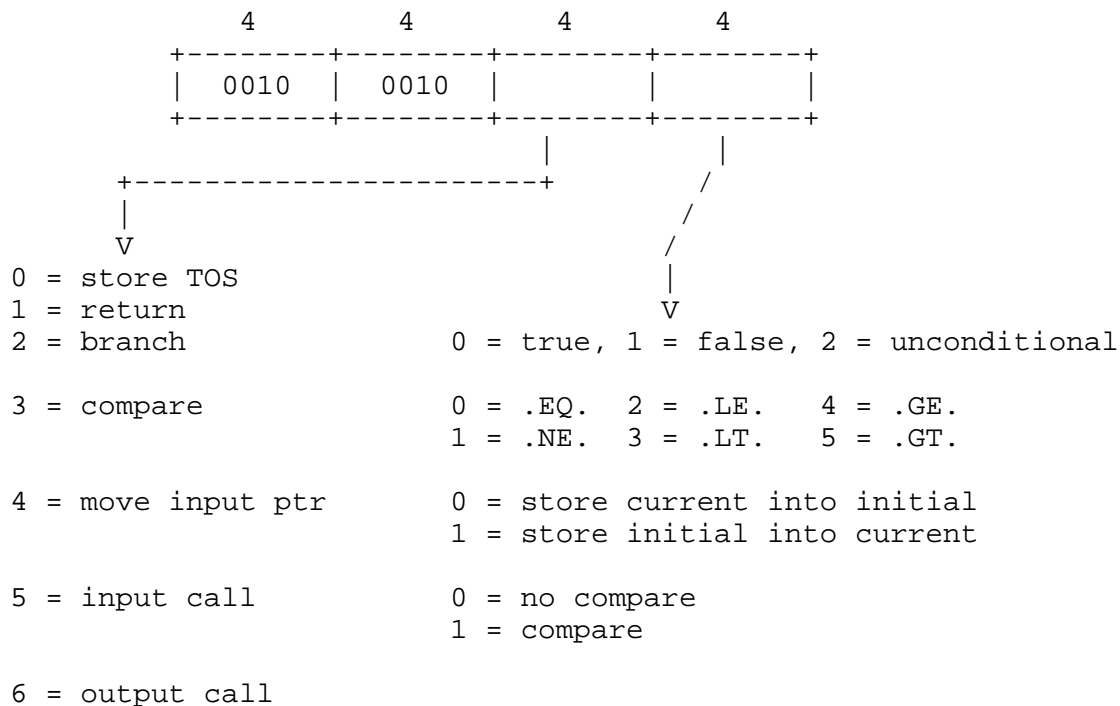 4        4        4        4
          +--------+--------+--------+--------+
          |  0010  |  0010  |        |        |
          +--------+--------+--------+--------+
                               |         |
       +-----------------------+        /
       |                               /
       V                              /
0 = store TOS                         |
1 = return                            V
2 = branch               0 = true, 1 = false, 2 = unconditional

3 = compare              0 = .EQ.  2 = .LE.   4 = .GE.
                         1 = .NE.  3 = .LT.   5 = .GT.

4 = move input ptr       0 = store current into initial
                         1 = store initial into current

5 = input call           0 = no compare
                         1 = compare

6 = output call